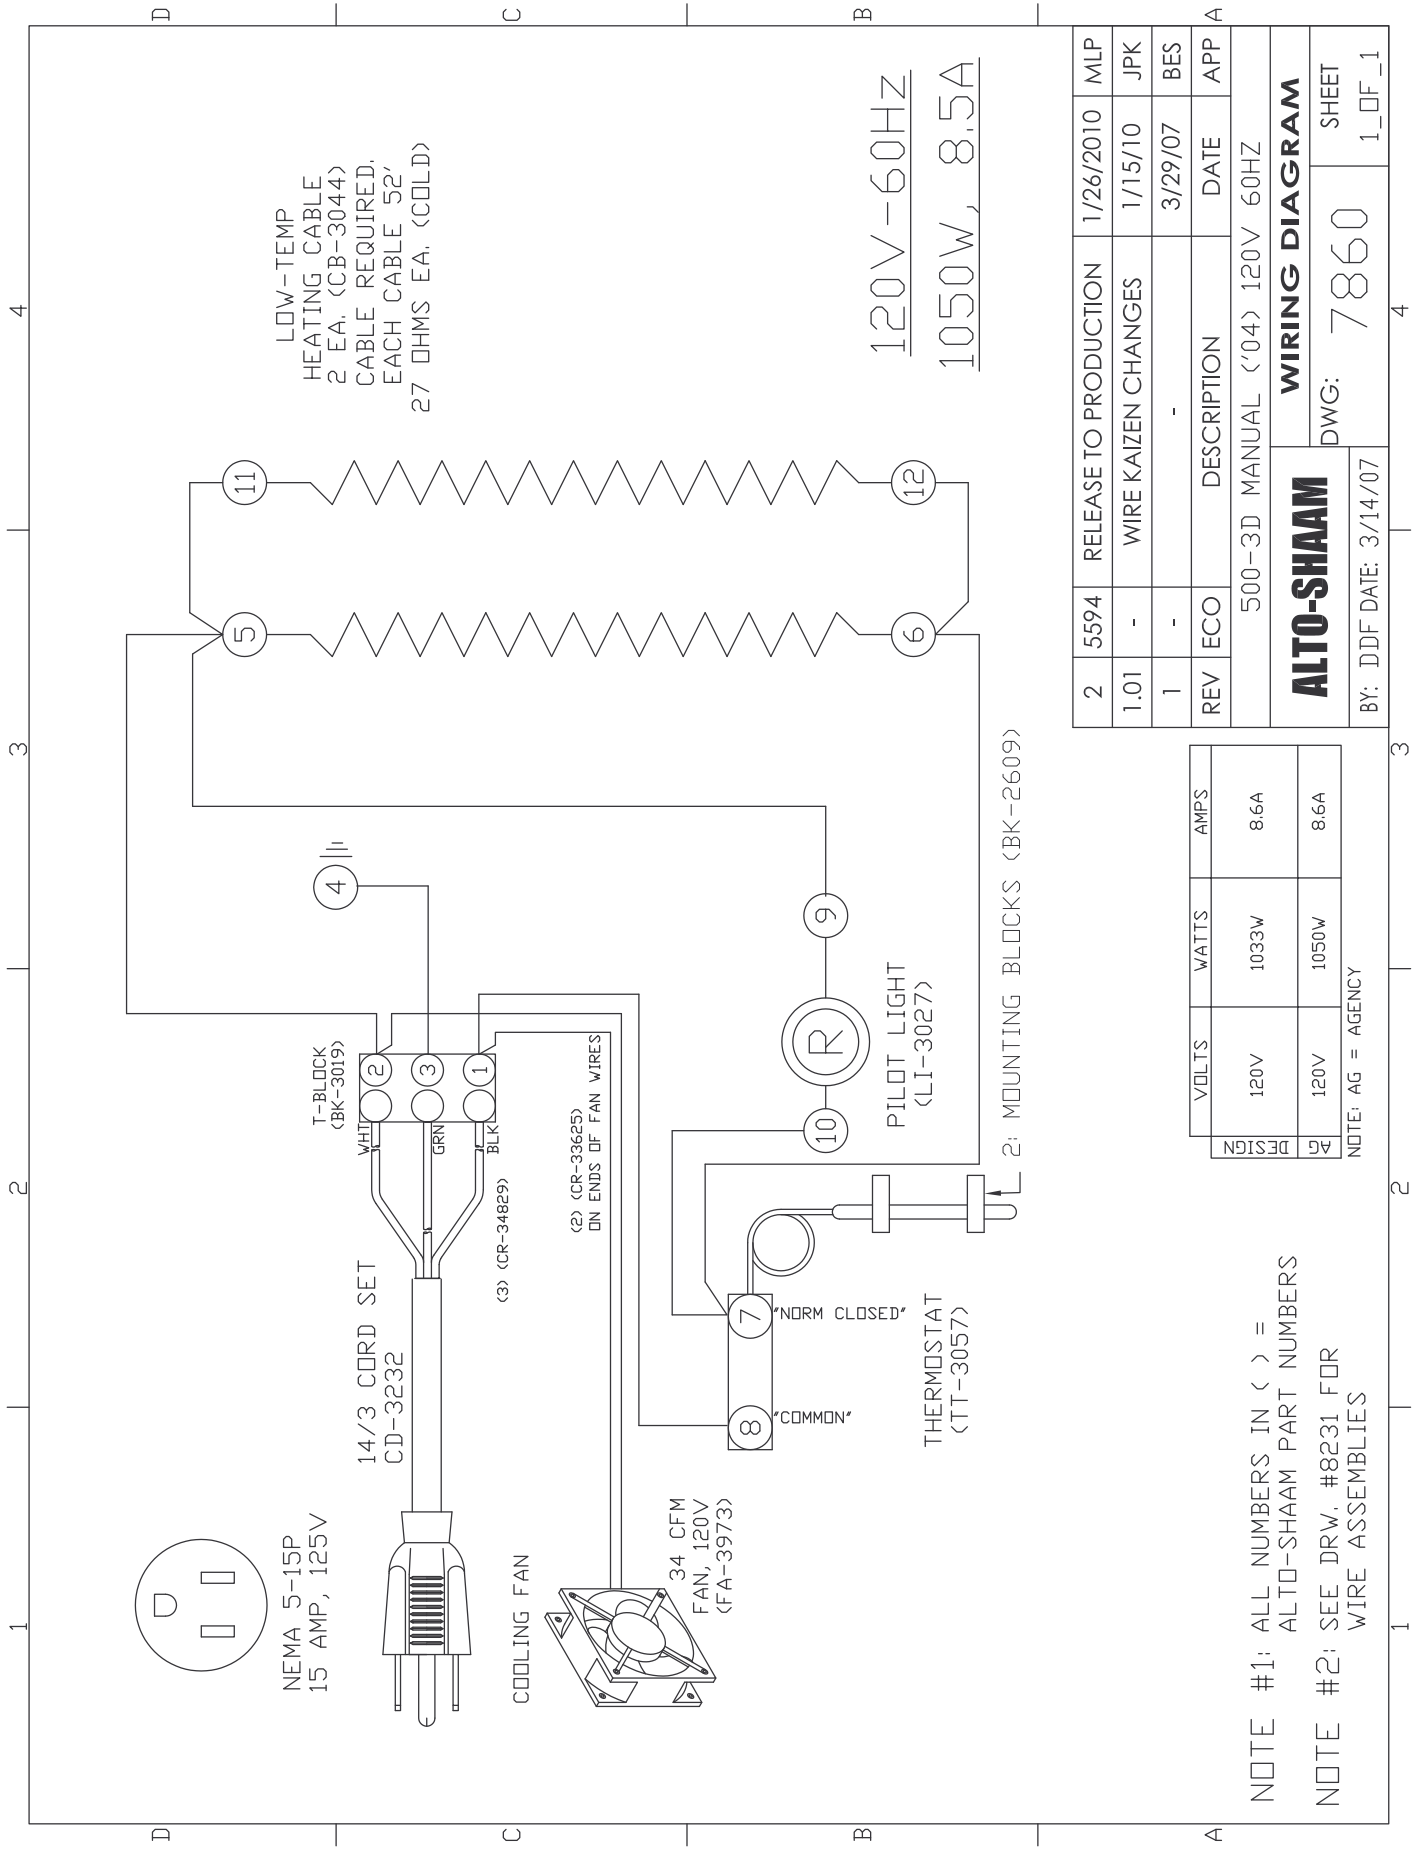 1
2
3
4
D
C
B
A
NEMA 5-15P
15 AMP, 125V
14/3 CORD SET
CD-3232
T-BLOCK
(BK-3019)
WHT
GRN
BLK
2
3
1
4
(3) (CR-34829)
(2) (CR-33625)
ON ENDS OF FAN WIRES
COOLING FAN
34 CFM
FAN, 120V
(FA-3973)
8
7
"COMMON"
"NORM CLOSED"
THERMOSTAT
(TT-3057)
10
R
9
PILOT LIGHT
(LI-3027)
2: MOUNTING BLOCKS (BK-2609)
5
6
11
12
LOW-TEMP
HEATING CABLE
2 EA. (CB-3044)
CABLE REQUIRED.
EACH CABLE 52'
27 OHMS EA. (COLD)
120V-60HZ
1050W, 8.5A
NOTE #1: ALL NUMBERS IN ( ) =
ALTO-SHAAM PART NUMBERS
NOTE #2: SEE DRW. #8231 FOR
WIRE ASSEMBLIES
VOLTS WATTS AMPS
DESIGN 120V 1033W 8.6A
AG 120V 1050W 8.6A
NOTE: AG = AGENCY
2 5594 RELEASE TO PRODUCTION 1/26/2010 MLP
1.01 - WIRE KAIZEN CHANGES 1/15/10 JPK
1 - - 3/29/07 BES
REV ECO DESCRIPTION DATE APP
500-3D MANUAL ('04) 120V 60HZ
ALTO-SHAAM
WIRING DIAGRAM
BY: DDF DATE: 3/14/07
DWG: 7860
SHEET
1_OF_1
D
C
B
A
1
2
3
4